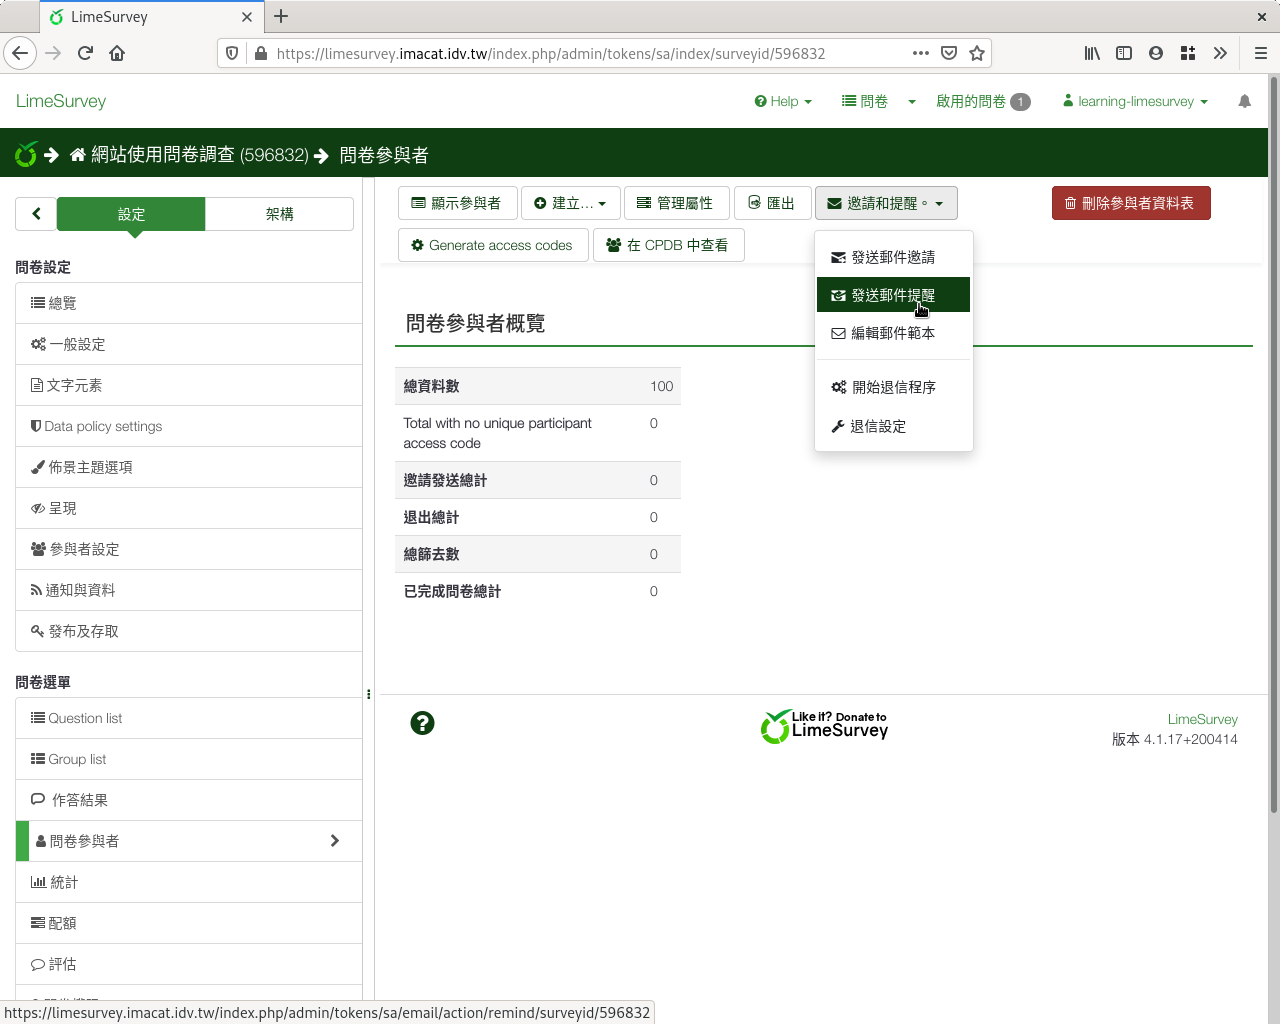 LimeSurvey
https://limesurvey.imacat.idv.tw/index.php/admin/tokens/sa/index/surveyid/596832
LimeSurvey
Help
問卷
啟用的問卷 1
learning-limesurvey
網站使用問卷調查 (596832)
問卷參與者
設定
架構
顯示參與者
建立...
管理屬性
匯出
邀請和提醒。
刪除參與者資料表
Generate access codes
在 CPDB 中查看
發送郵件邀請
發送郵件提醒
編輯郵件範本
開始退信程序
退信設定
問卷設定
總覽
一般設定
文字元素
Data policy settings
佈景主題選項
呈現
參與者設定
通知與資料
發布及存取
問卷選單
Question list
Group list
作答結果
問卷參與者
統計
配額
評估
問卷參與者概覽
總資料數 100
Total with no unique participant access code 0
邀請發送總計 0
退出總計 0
總篩去數 0
已完成問卷總計 0
Like it? Donate to
LimeSurvey
LimeSurvey
版本 4.1.17+200414
https://limesurvey.imacat.idv.tw/index.php/admin/tokens/sa/email/action/remind/surveyid/596832